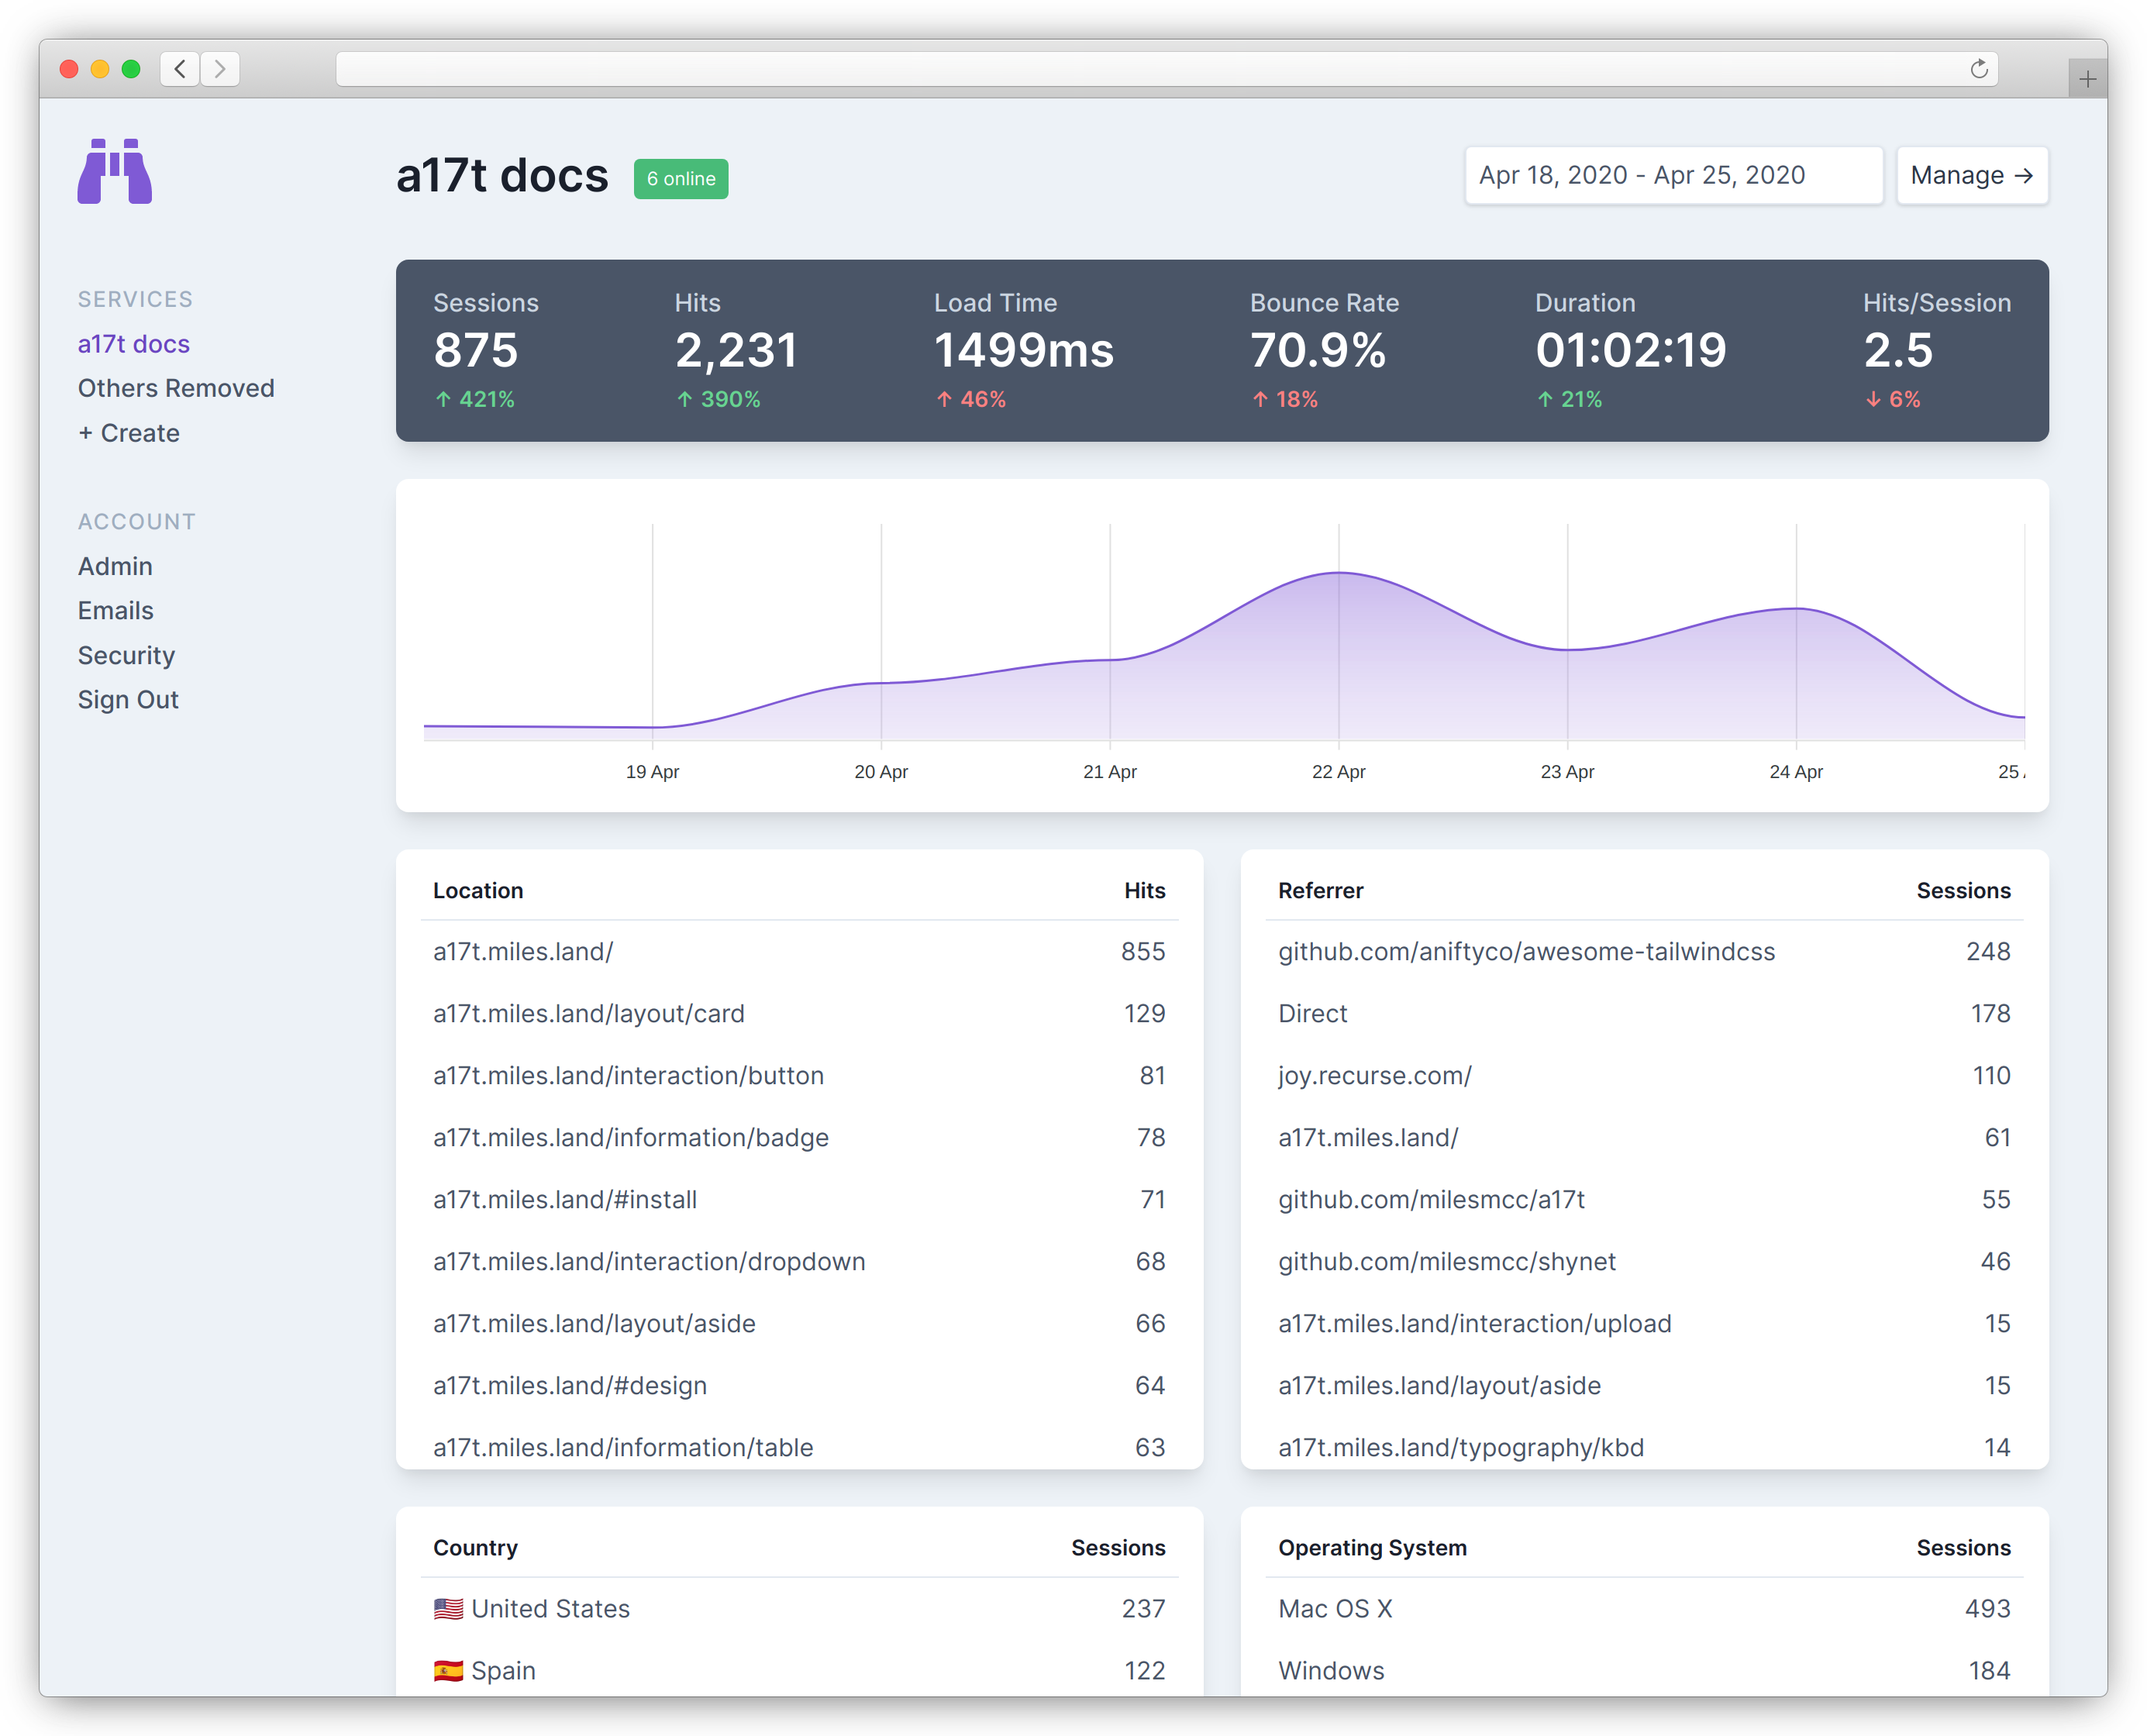 a17t docs 6 online Apr 18, 2020 - Apr 25, 2020 Manage →
SERVICES
a17t docs
Others Removed
+ Create
ACCOUNT
Admin
Emails
Security
Sign Out
Sessions Hits Load Time Bounce Rate Duration Hits/Session
875 2,231 1499ms 70.9% 01:02:19 2.5
↑ 421% ↑ 390% ↑ 46% ↑ 18% ↑ 21% ↓ 6%
19 Apr 20 Apr 21 Apr 22 Apr 23 Apr 24 Apr 25
Location Hits
a17t.miles.land/ 855
a17t.miles.land/layout/card 129
a17t.miles.land/interaction/button 81
a17t.miles.land/information/badge 78
a17t.miles.land/#install 71
a17t.miles.land/interaction/dropdown 68
a17t.miles.land/layout/aside 66
a17t.miles.land/#design 64
a17t.miles.land/information/table 63
Referrer Sessions
github.com/aniftyco/awesome-tailwindcss 248
Direct 178
joy.recurse.com/ 110
a17t.miles.land/ 61
github.com/milesmcc/a17t 55
github.com/milesmcc/shynet 46
a17t.miles.land/interaction/upload 15
a17t.miles.land/layout/aside 15
a17t.miles.land/typography/kbd 14
Country Sessions
United States 237
Spain 122
Operating System Sessions
Mac OS X 493
Windows 184